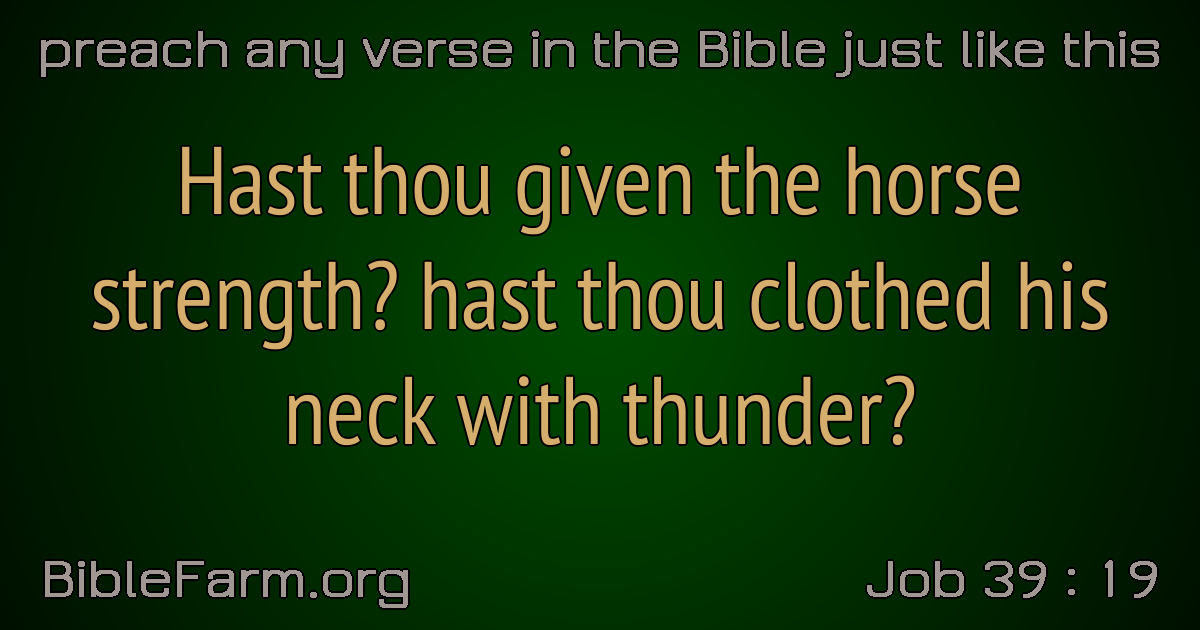 preach any verse in the Bible just like this
Hast thou given the horse
strength? hast thou clothed his
neck with thunder?
BibleFarm.org
Job 39 : 19